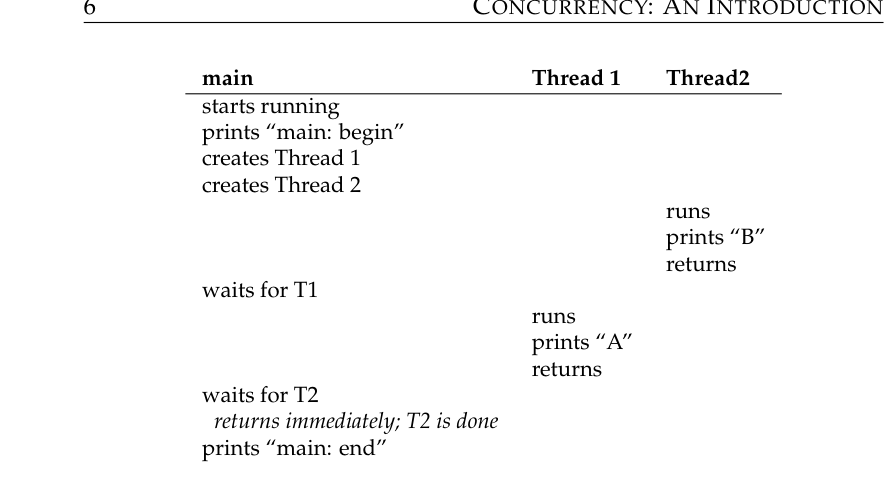 6 CONCURRENCY: AN INTRODUCTION
main Thread 1 Thread2
starts running
prints “main: begin”
creates Thread 1
creates Thread 2
runs
prints “B”
returns
waits for T1
runs
prints “A”
returns
waits for T2
returns immediately; T2 is done
prints “main: end”